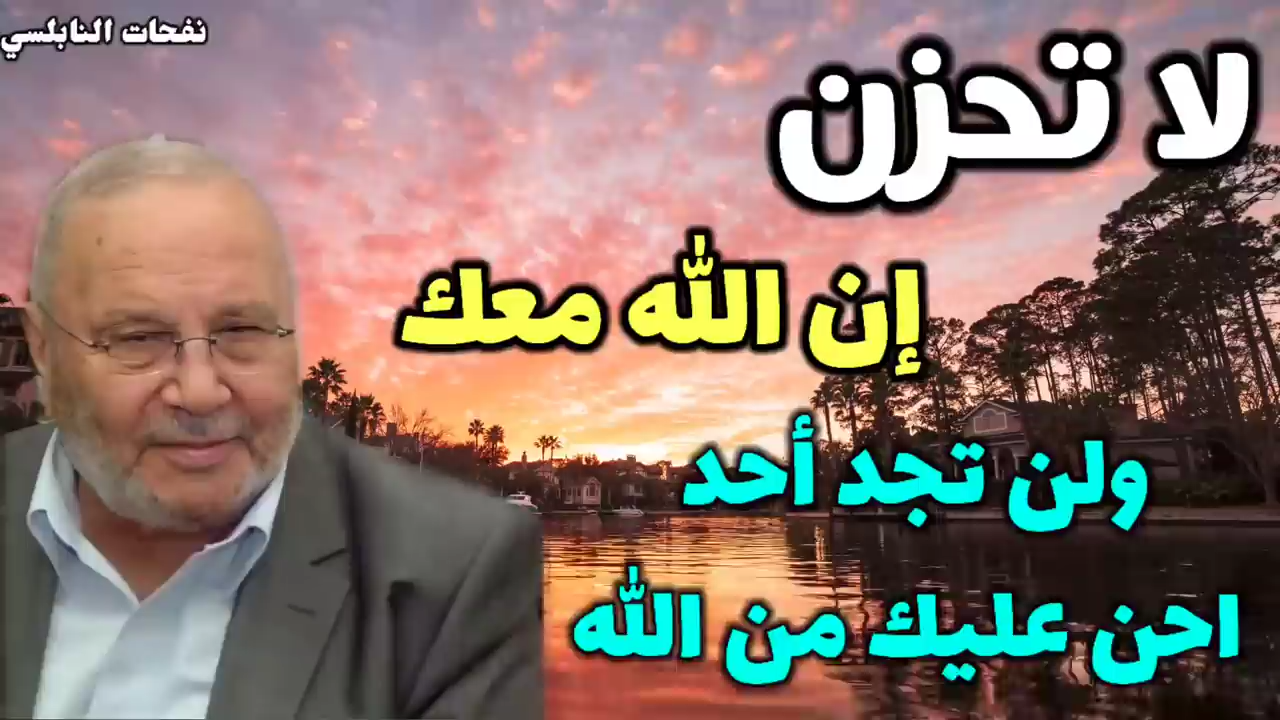 نفحات النابلسي
لا تحزن
إن الله معك
ولن تجد أحد
احن عليك من الله